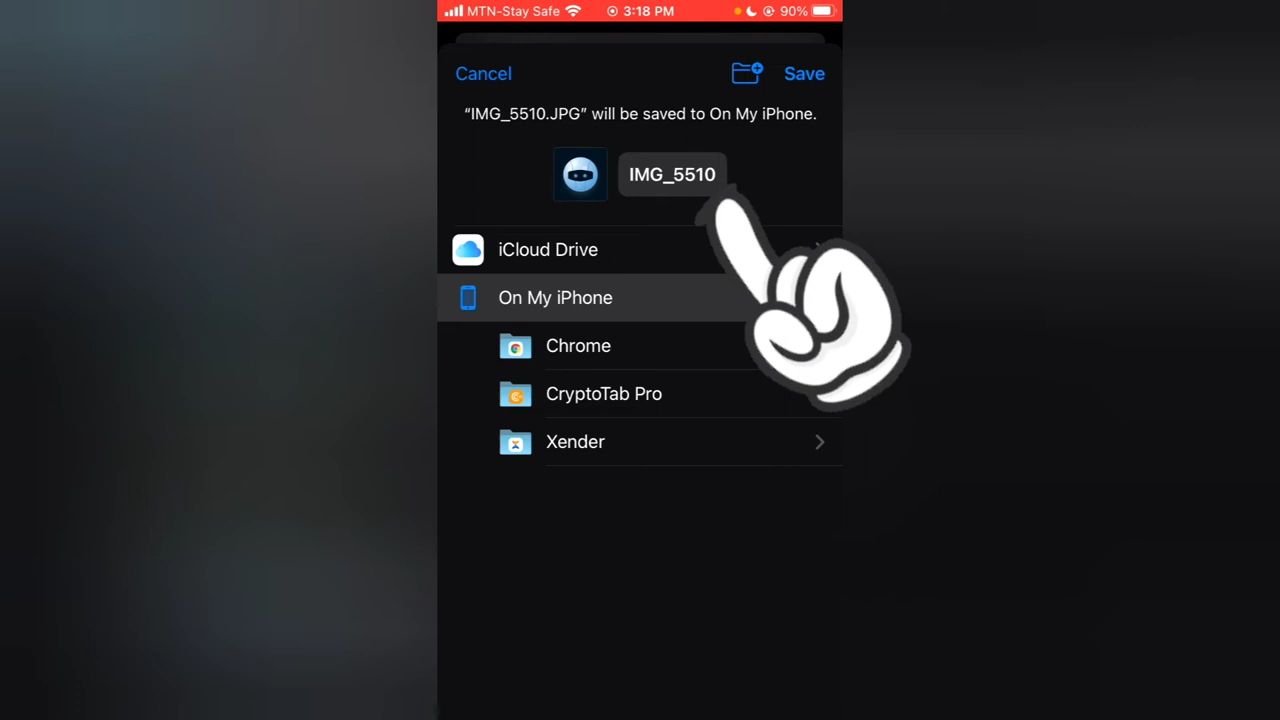 MTN-Stay Safe 3:18 PM 90%
Cancel Save
“IMG_5510.JPG” will be saved to On My iPhone.
IMG_5510
iCloud Drive
On My iPhone
Chrome
CryptoTab Pro
Xender